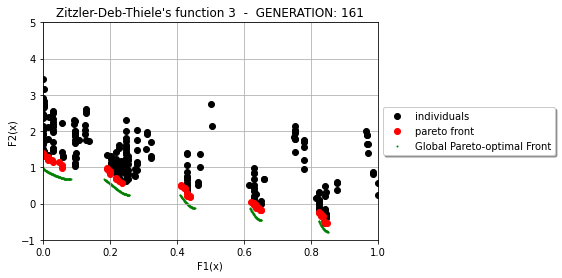 Zitzler-Deb-Thiele's function 3 - GENERATION: 161
5
4
3
2
1
0
−1
F2(x)
0.0 0.2 0.4 0.6 0.8 1.0
F1(x)
individuals
pareto front
Global Pareto-optimal Front